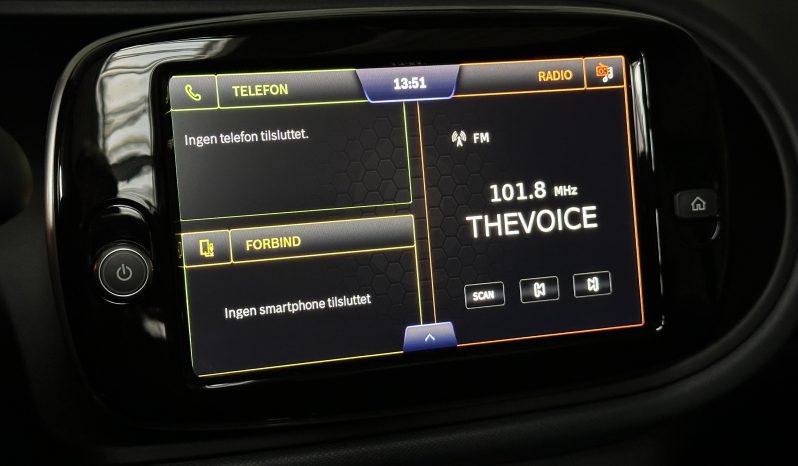 TELEFON
13:51
RADIO
Ingen telefon tilsluttet.
FM
101.8 MHz
THEVOICE
FORBIND
Ingen smartphone tilsluttet
SCAN